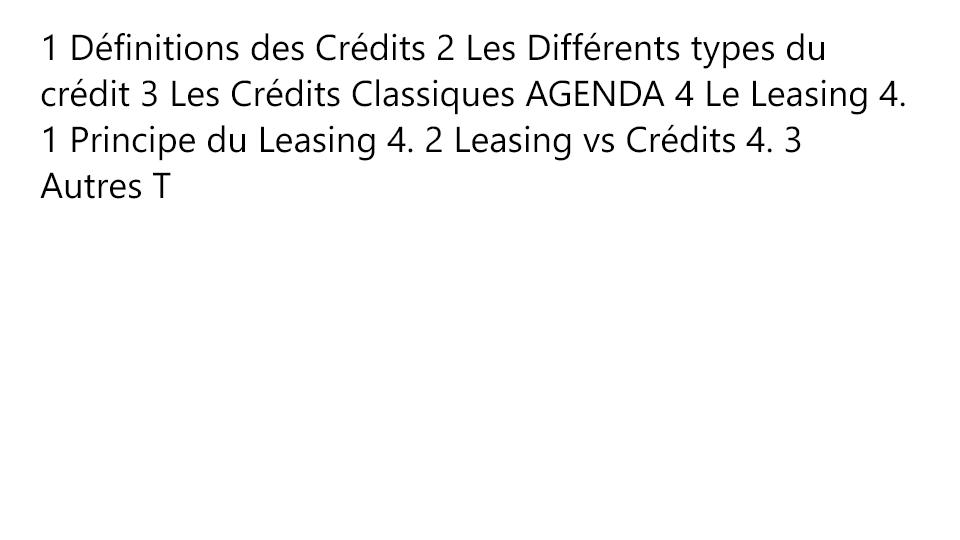 1 Définitions des Crédits 2 Les Différents types du
crédit 3 Les Crédits Classiques AGENDA 4 Le Leasing 4.
1 Principe du Leasing 4. 2 Leasing vs Crédits 4. 3
Autres T